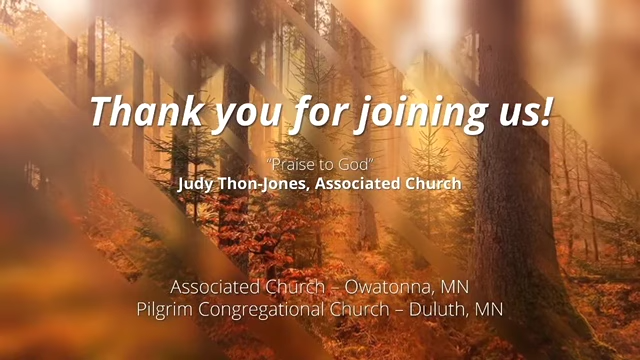 Thank you for joining us!
“Praise to God”
Judy Thon-Jones, Associated Church
Associated Church – Owatonna, MN
Pilgrim Congregational Church – Duluth, MN